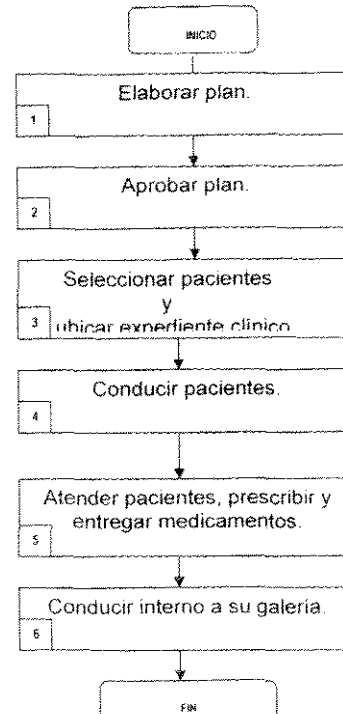 INICIO
Elaborar plan.
1
Aprobar plan.
2
Seleccionar pacientes
y
3 ubicar expediente clínico
Conducir pacientes.
4
Atender pacientes, prescribir y
entregar medicamentos.
5
Conducir interno a su galería.
6
FIN